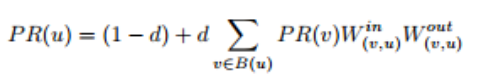 PR(u) = (1 − d) + d ∑_{v∈B(u)} PR(v)W^{in}_{(v,u)}W^{out}_{(v,u)}